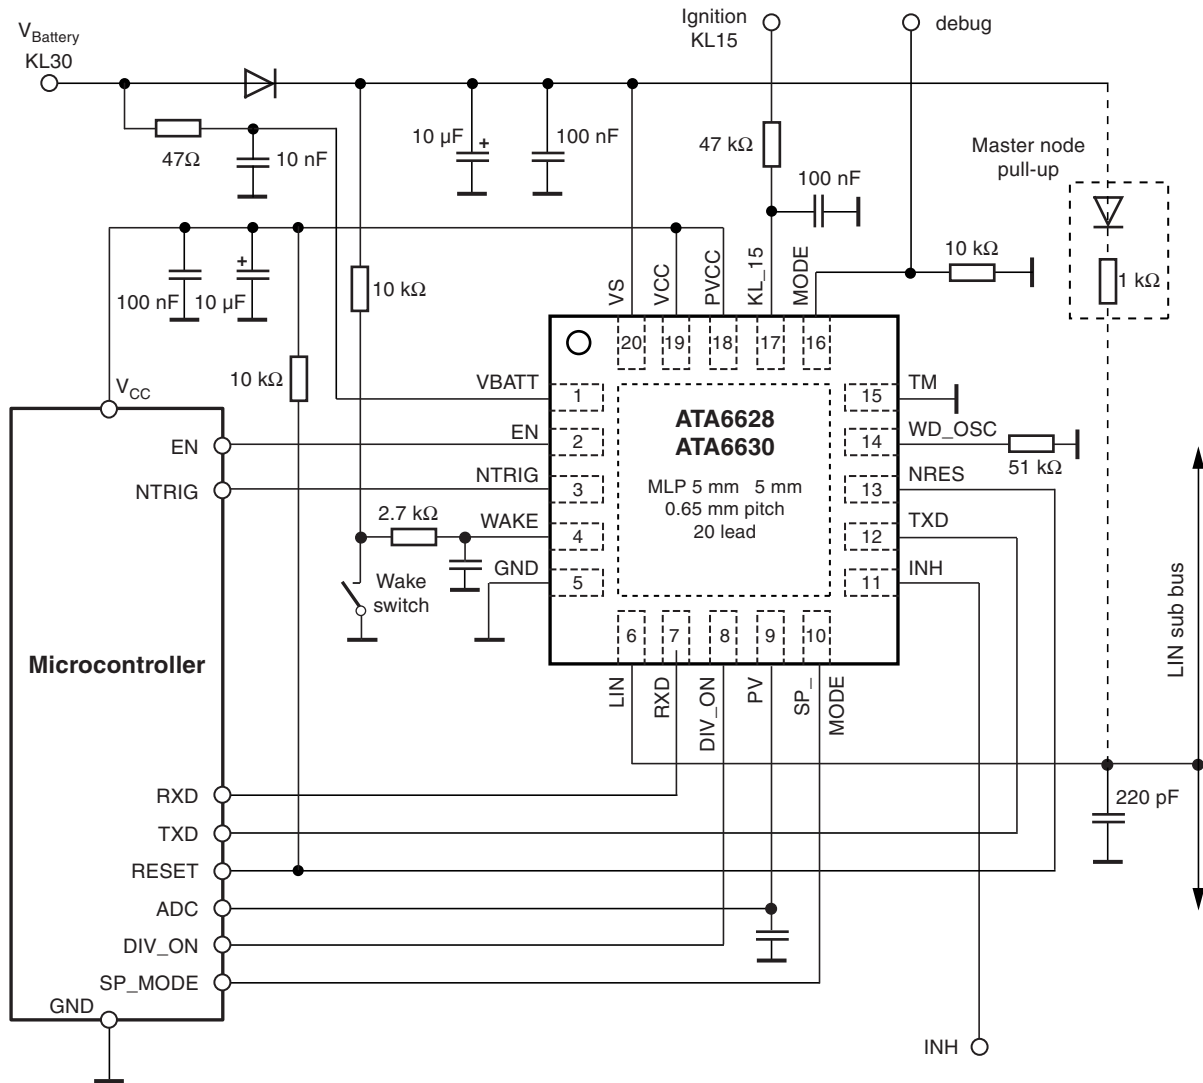 Ignition
KL15
debug
V_Battery
KL30
47Ω
10 nF
10 µF
+
100 nF
47 kΩ
100 nF
Master node
pull-up
1 kΩ
10 kΩ
100 nF
10 µF
+
10 kΩ
10 kΩ
VS
VCC
PVCC
KL_15
MODE
20
19
18
17
16
V_CC
VBATT
1
EN
EN
2
NTRIG
NTRIG
3
2.7 kΩ
WAKE
4
GND
5
Wake
switch
ATA6628
ATA6630
MLP 5 mm 5 mm
0.65 mm pitch
20 lead
15
TM
14
WD_OSC
51 kΩ
13
NRES
12
TXD
11
INH
6
7
8
9
10
LIN
RXD
DIV_ON
PV
SP_
MODE
LIN sub bus
Microcontroller
220 pF
RXD
TXD
RESET
ADC
DIV_ON
SP_MODE
GND
INH